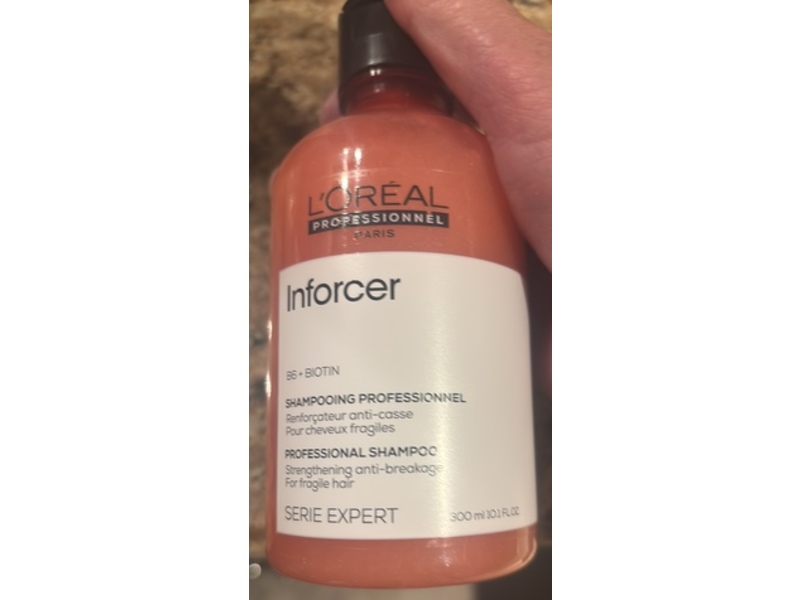 L'ORÉAL
PROFESSIONNEL
PARIS
Inforcer
B6 + BIOTIN
SHAMPOOING PROFESSIONNEL
Renforçateur anti-casse
Pour cheveux fragiles
PROFESSIONAL SHAMPOO
Strengthening anti-breakage
For fragile hair
SERIE EXPERT
300 ml 10.1 FL.OZ